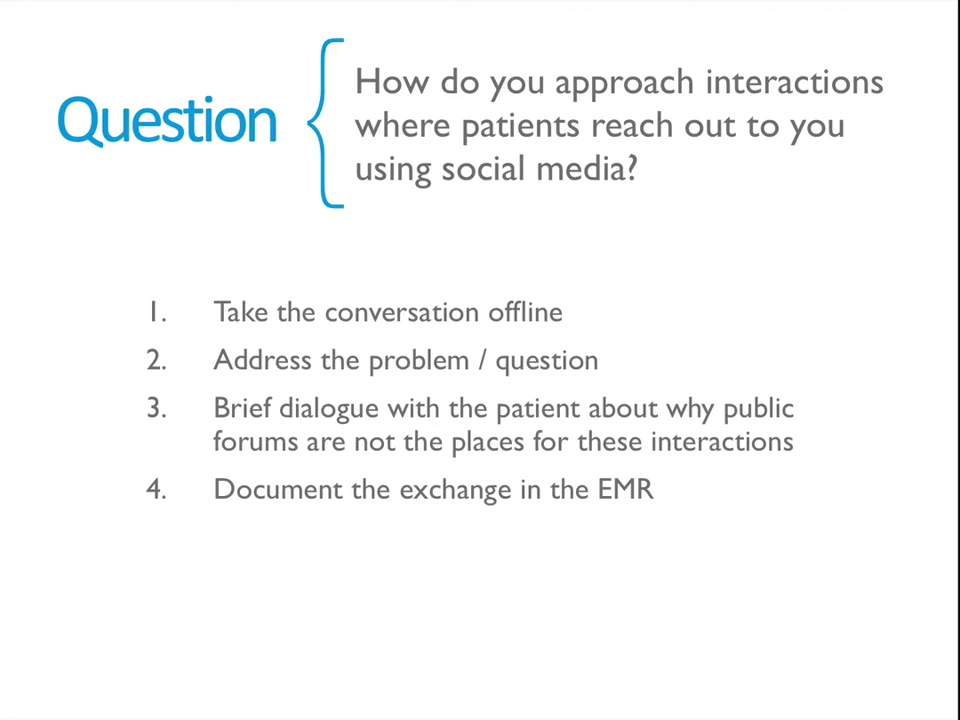 Question
How do you approach interactions
where patients reach out to you
using social media?
1. Take the conversation offline
2. Address the problem / question
3. Brief dialogue with the patient about why public
forums are not the places for these interactions
4. Document the exchange in the EMR